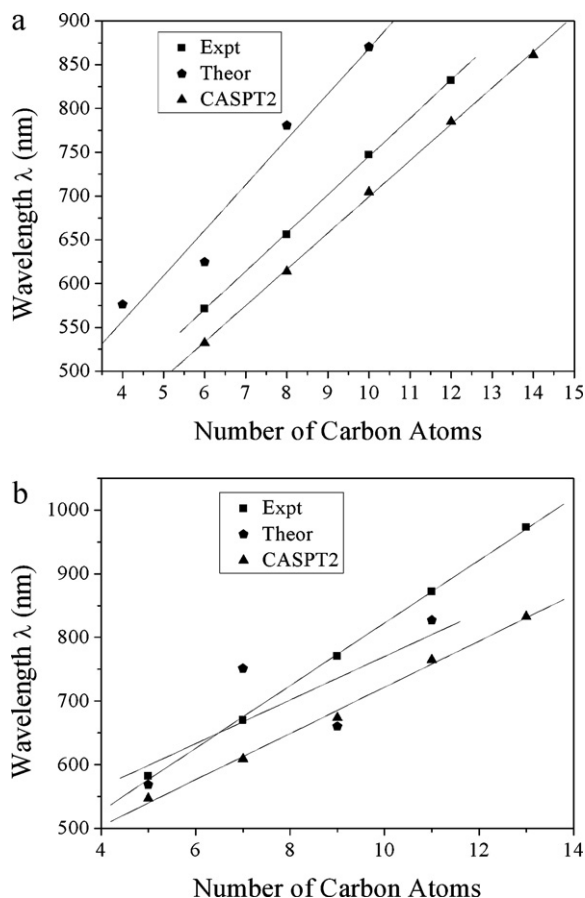 a
900
850
800
750
700
650
600
550
500
Wavelength λ (nm)
Expt
Theor
CASPT2
4 5 6 7 8 9 10 11 12 13 14 15
Number of Carbon Atoms
b
1000
900
800
700
600
500
Wavelength λ (nm)
Expt
Theor
CASPT2
4 6 8 10 12 14
Number of Carbon Atoms